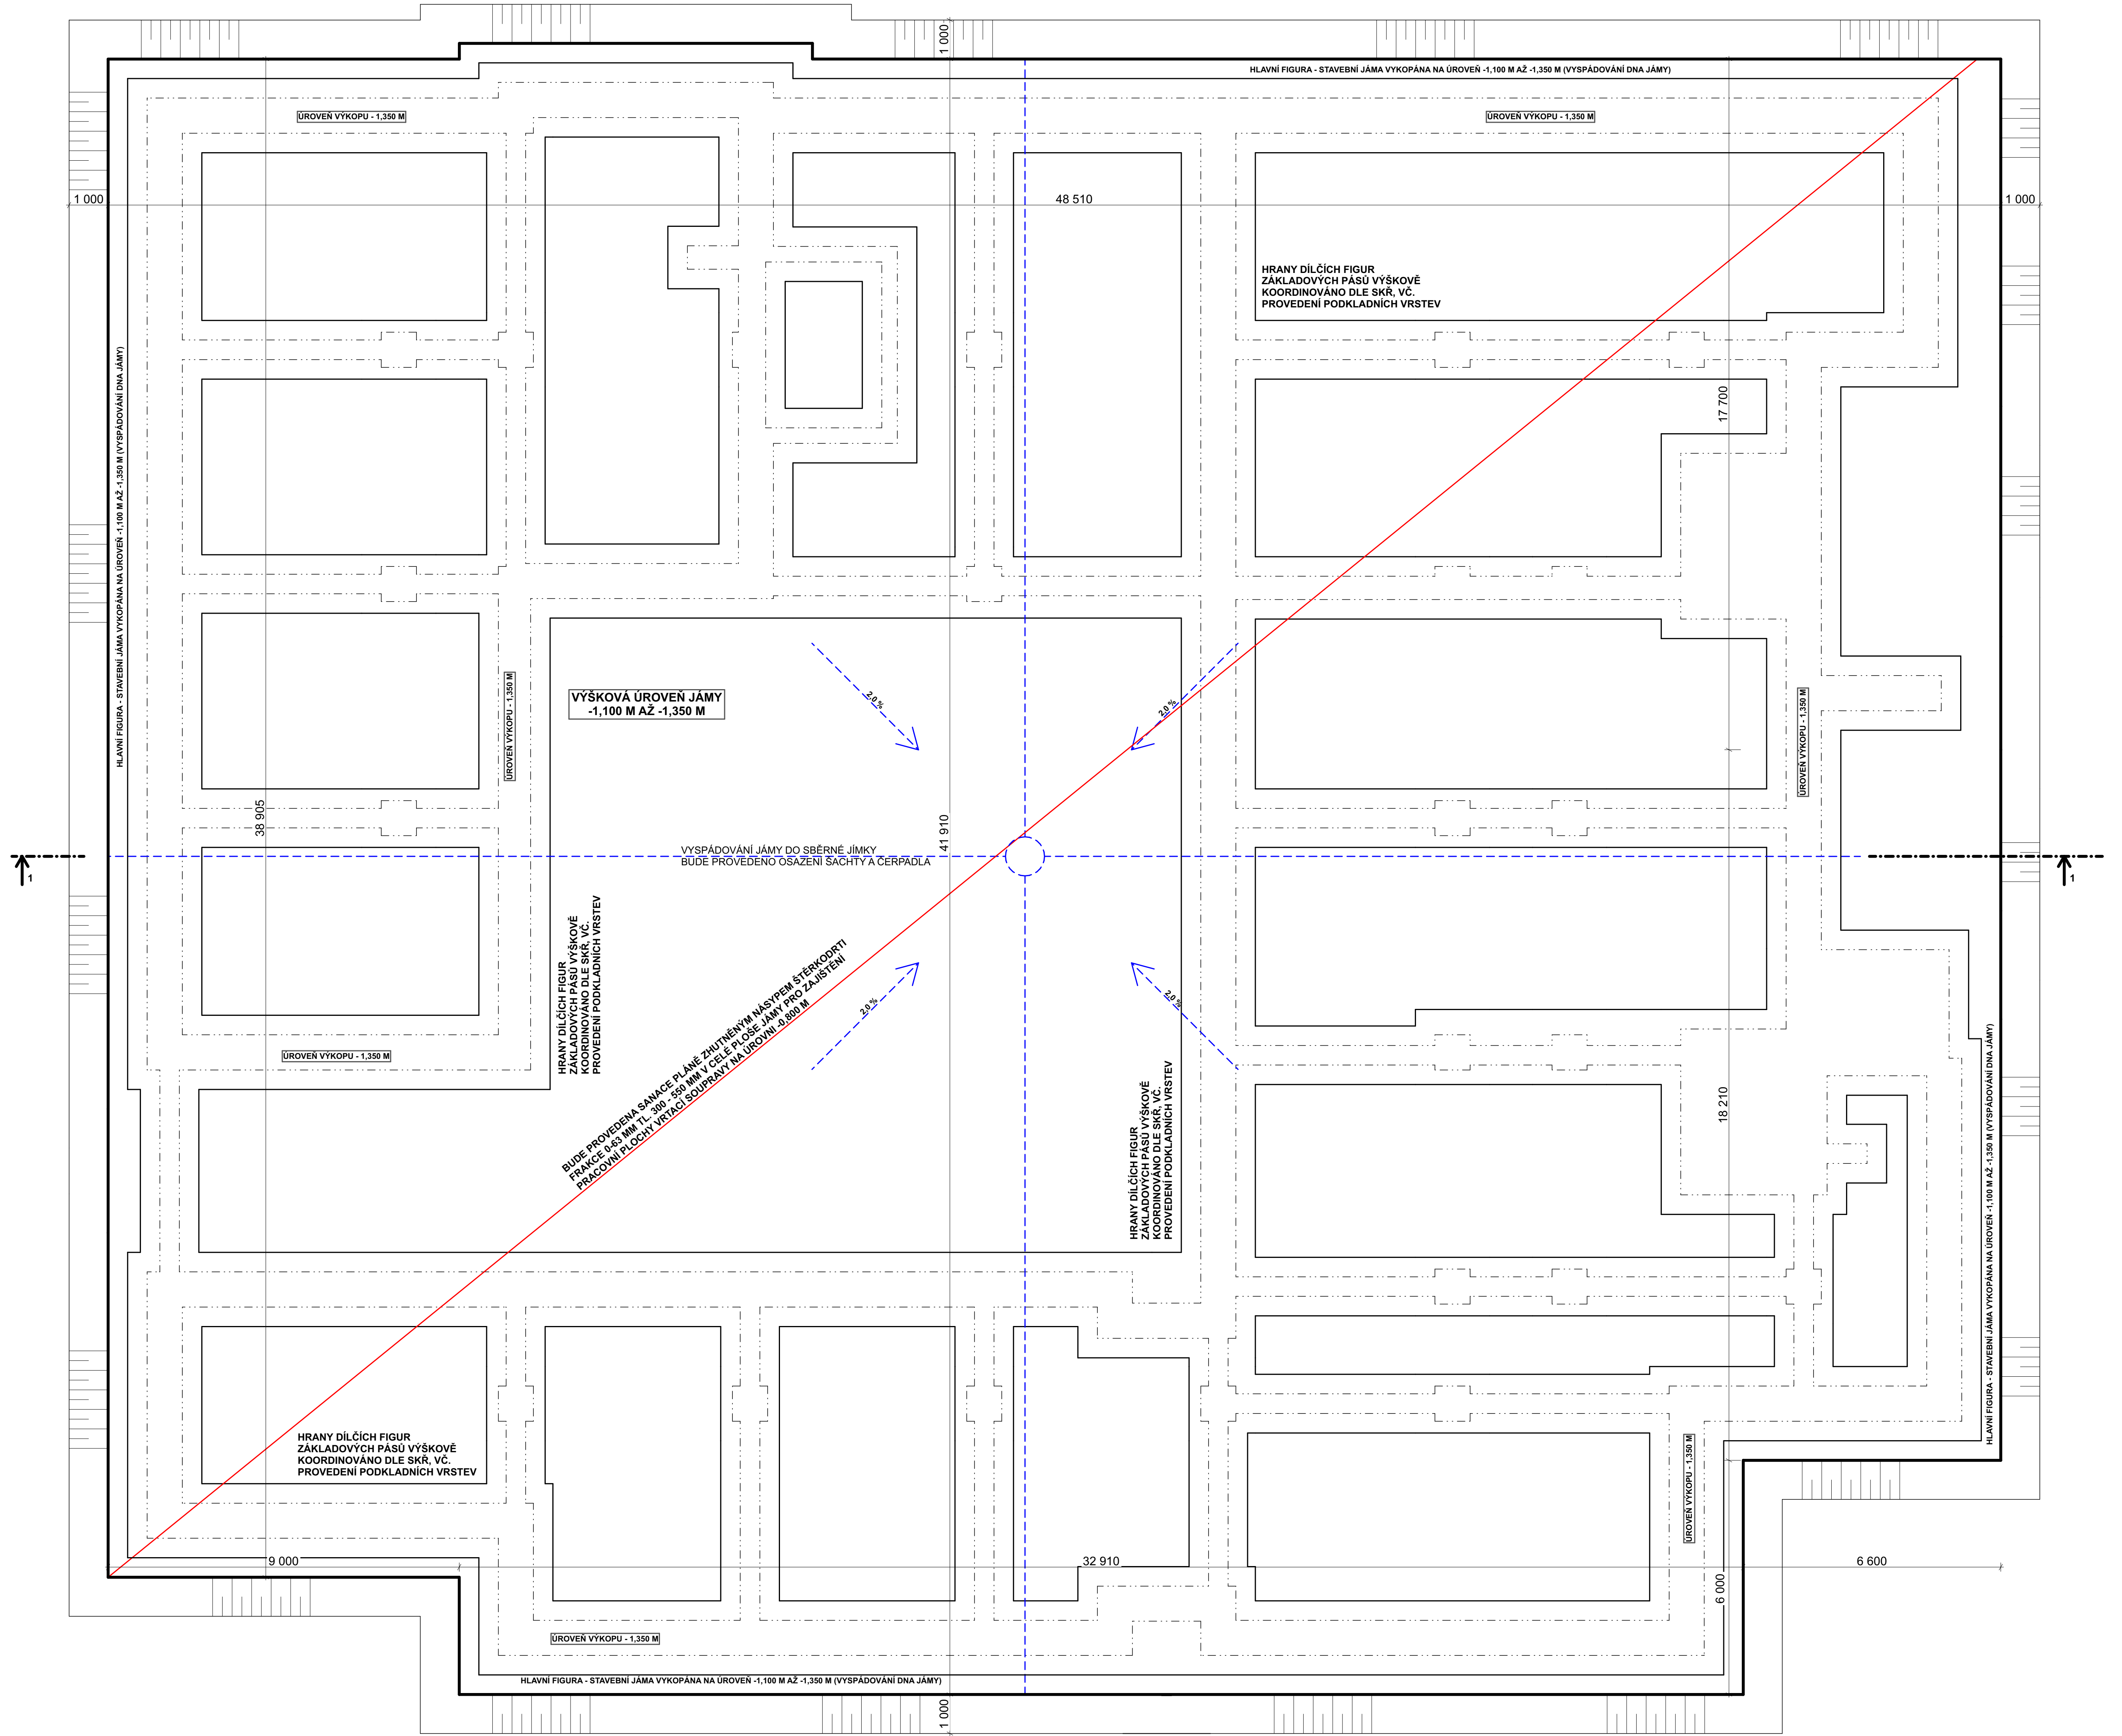 1 000
HLAVNÍ FIGURA - STAVEBNÍ JÁMA VYKOPÁNA NA ÚROVEŇ -1,100 M AŽ -1,350 M (VYSPÁDOVÁNÍ DNA JÁMY)
ÚROVEŇ VÝKOPU - 1,350 M
ÚROVEŇ VÝKOPU - 1,350 M
1 000
48 510
1 000
HRANY DÍLČÍCH FIGUR
ZÁKLADOVÝCH PÁSŮ VÝŠKOVĚ
KOORDINOVÁNO DLE SKŘ, VČ.
PROVEDENÍ PODKLADNÍCH VRSTEV
HLAVNÍ FIGURA - STAVEBNÍ JÁMA VYKOPÁNA NA ÚROVEŇ -1,100 M AŽ -1,350 M (VYSPÁDOVÁNÍ DNA JÁMY)
17 700
ÚROVEŇ VÝKOPU - 1,350 M
VÝŠKOVÁ ÚROVEŇ JÁMY
-1,100 M AŽ -1,350 M
2,0 %
2,0 %
ÚROVEŇ VÝKOPU - 1,350 M
38 905
41 910
VYSPÁDOVÁNÍ JÁMY DO SBĚRNÉ JÍMKY
BUDE PROVEDENO OSAZENÍ ŠACHTY A ČERPADLA
1
1
HRANY DÍLČÍCH FIGUR
ZÁKLADOVÝCH PÁSŮ VÝŠKOVĚ
KOORDINOVÁNO DLE SKŘ, VČ.
PROVEDENÍ PODKLADNÍCH VRSTEV
BUDE PROVEDENA SANACE PLÁNĚ ZHUTNĚNÝM NÁSYPEM ŠTĚRKODRTI
FRAKCE 0-63 MM TL. 300 - 550 MM V CELÉ PLOŠE JÁMY PRO ZAJIŠTĚNÍ
PRACOVNÍ PLOCHY VRTACÍ SOUPRAVY NA ÚROVNI -0,800 M
2,0 %
2,0 %
ÚROVEŇ VÝKOPU - 1,350 M
HRANY DÍLČÍCH FIGUR
ZÁKLADOVÝCH PÁSŮ VÝŠKOVĚ
KOORDINOVÁNO DLE SKŘ, VČ.
PROVEDENÍ PODKLADNÍCH VRSTEV
18 210
HLAVNÍ FIGURA - STAVEBNÍ JÁMA VYKOPÁNA NA ÚROVEŇ -1,100 M AŽ -1,350 M (VYSPÁDOVÁNÍ DNA JÁMY)
HRANY DÍLČÍCH FIGUR
ZÁKLADOVÝCH PÁSŮ VÝŠKOVĚ
KOORDINOVÁNO DLE SKŘ, VČ.
PROVEDENÍ PODKLADNÍCH VRSTEV
ÚROVEŇ VÝKOPU - 1,350 M
9 000
32 910
6 600
6 000
ÚROVEŇ VÝKOPU - 1,350 M
HLAVNÍ FIGURA - STAVEBNÍ JÁMA VYKOPÁNA NA ÚROVEŇ -1,100 M AŽ -1,350 M (VYSPÁDOVÁNÍ DNA JÁMY)
1 000